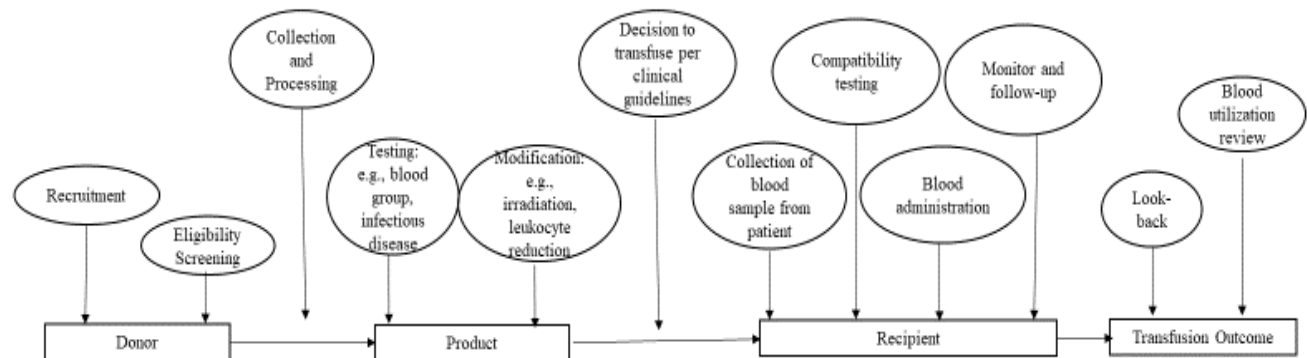 Recruitment
Eligibility
Screening
Collection
and
Processing
Testing:
e.g., blood
group,
infectious
disease
Modification:
e.g.,
irradiation,
leukocyte
reduction
Decision to
transfuse per
clinical
guidelines
Collection of
blood
sample from
patient
Compatibility
testing
Blood
administration
Monitor and
follow-up
Look-
back
Blood
utilization
review
Donor
Product
Recipient
Transfusion Outcome